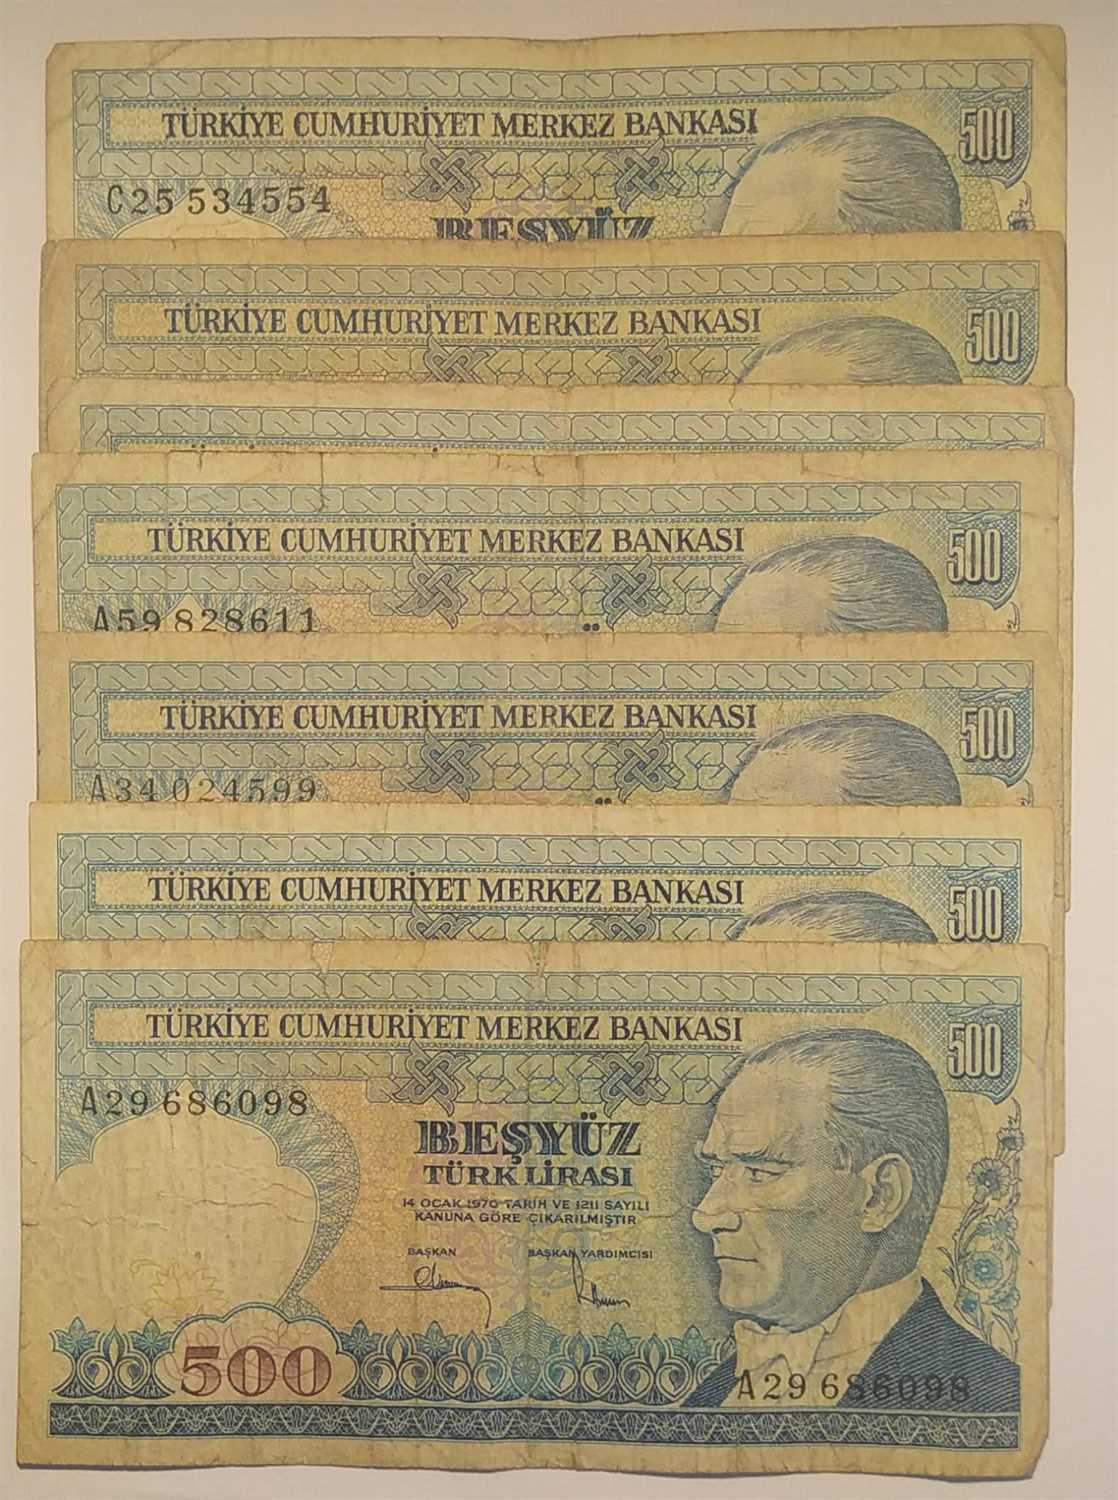 TÜRKİYE CUMHURİYET MERKEZ BANKASI
500
C25 534554
BEŞYÜZ
TÜRKİYE CUMHURİYET MERKEZ BANKASI
500
TÜRKİYE CUMHURİYET MERKEZ BANKASI
500
A59 828611
TÜRKİYE CUMHURİYET MERKEZ BANKASI
500
A34 024599
TÜRKİYE CUMHURİYET MERKEZ BANKASI
500
TÜRKİYE CUMHURİYET MERKEZ BANKASI
500
A29 686098
BEŞYÜZ
TÜRK LİRASI
14 OCAK 1970 TARİH VE 1211 SAYILI
KANUNA GÖRE ÇIKARILMIŞTIR
BAŞKAN BAŞKAN YARDIMCISI
500
A29 686098